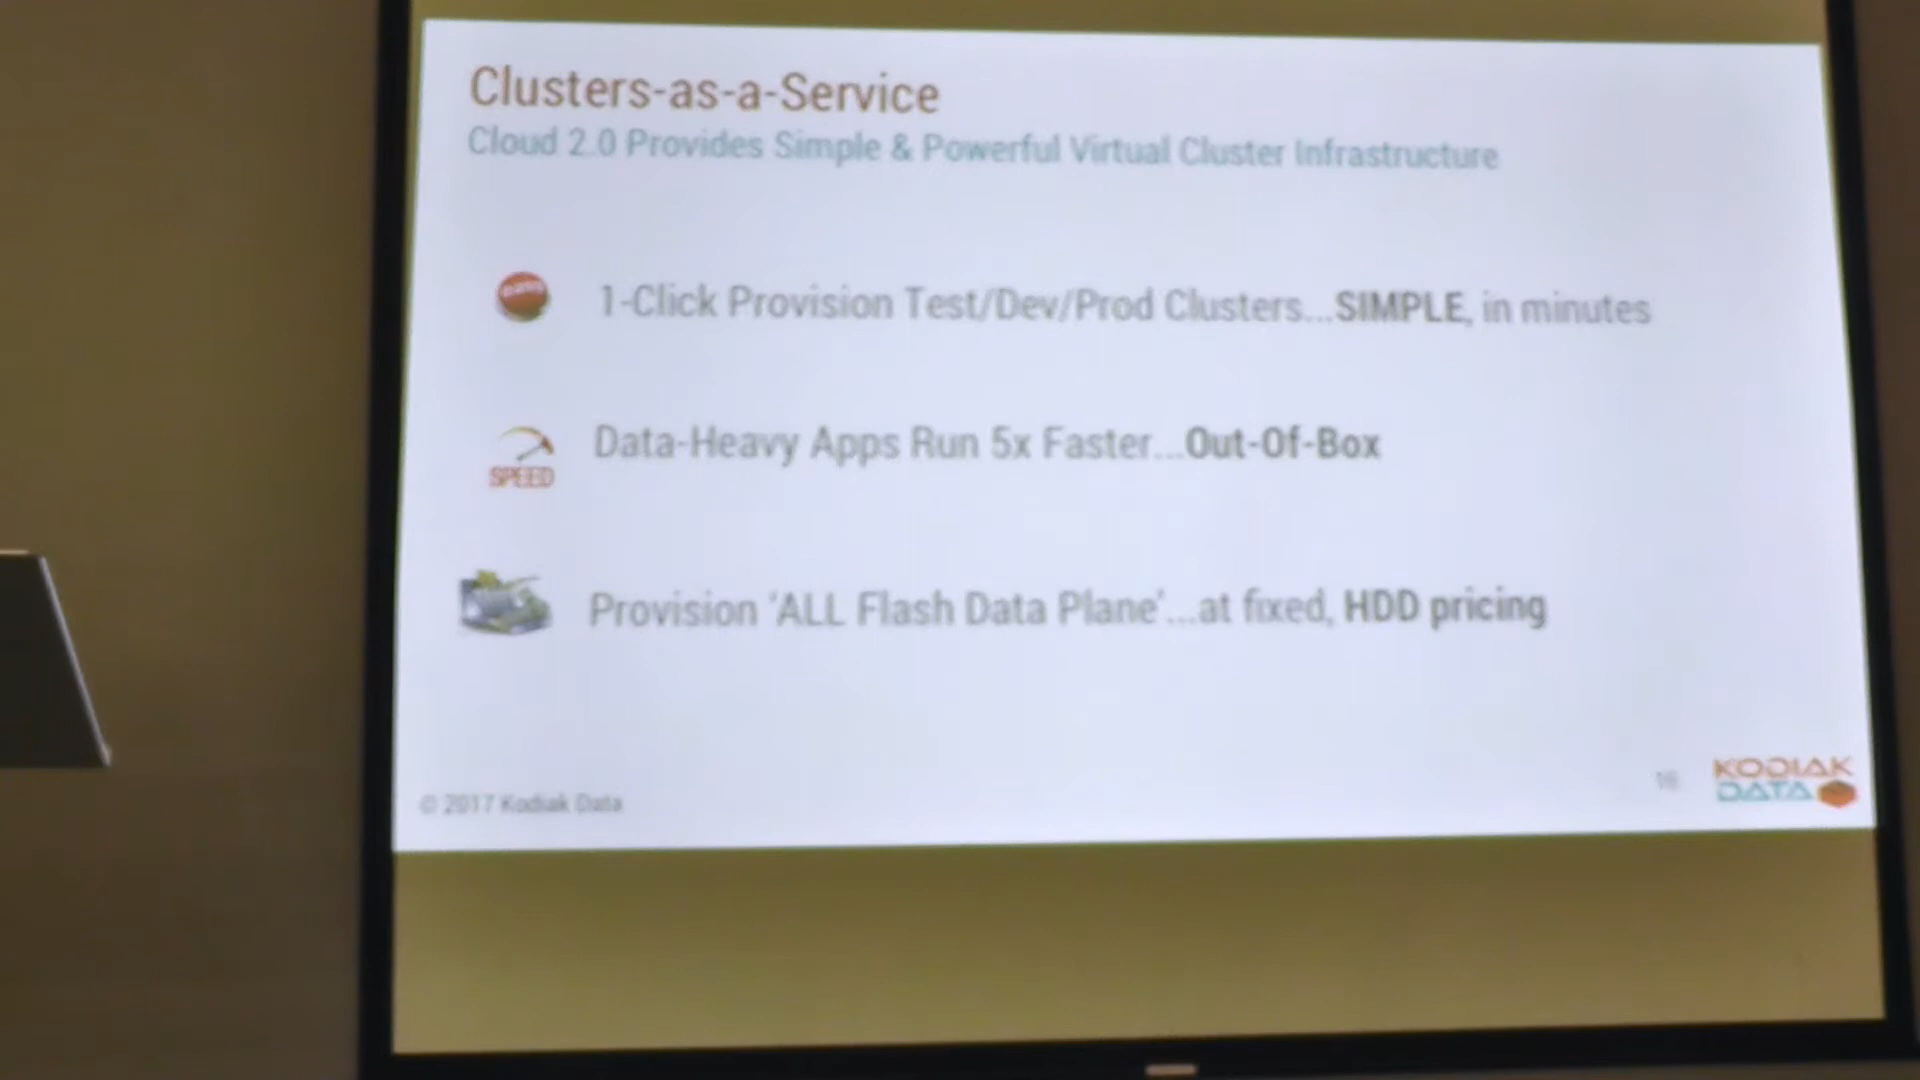 Clusters-as-a-Service
Cloud 2.0 Provides Simple & Powerful Virtual Cluster Infrastructure
easy
1-Click Provision Test/Dev/Prod Clusters...SIMPLE, in minutes
Data-Heavy Apps Run 5x Faster...Out-Of-Box
SPEED
Provision ‘ALL Flash Data Plane’...at fixed, HDD pricing
© 2017 Kodiak Data
KODIAK
DATA